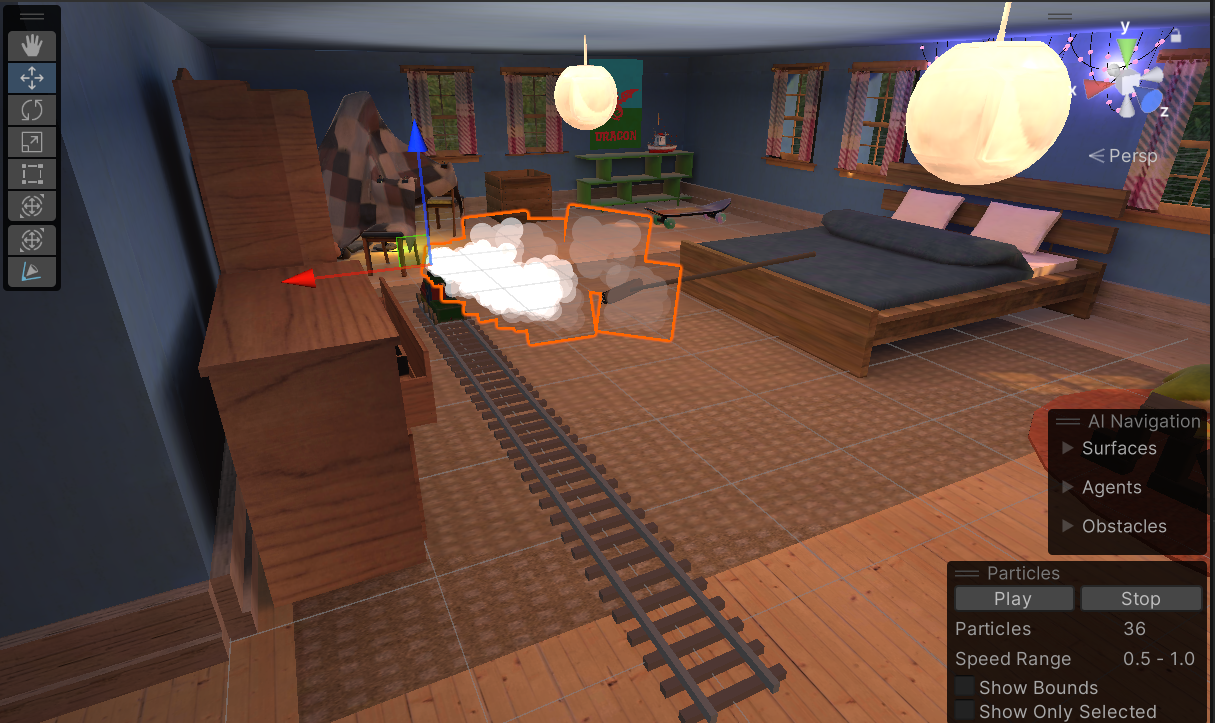 y
x
z
DRAGON
Persp
AI Navigation
Surfaces
Agents
Obstacles
Particles
Play Stop
Particles 36
Speed Range 0.5 - 1.0
Show Bounds
Show Only Selected